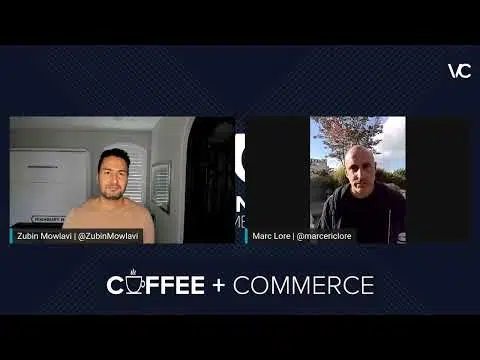 VC
Zubin Mowlavi | @ZubinMowlavi
Marc Lore | @marcericlore
COFFEE + COMMERCE